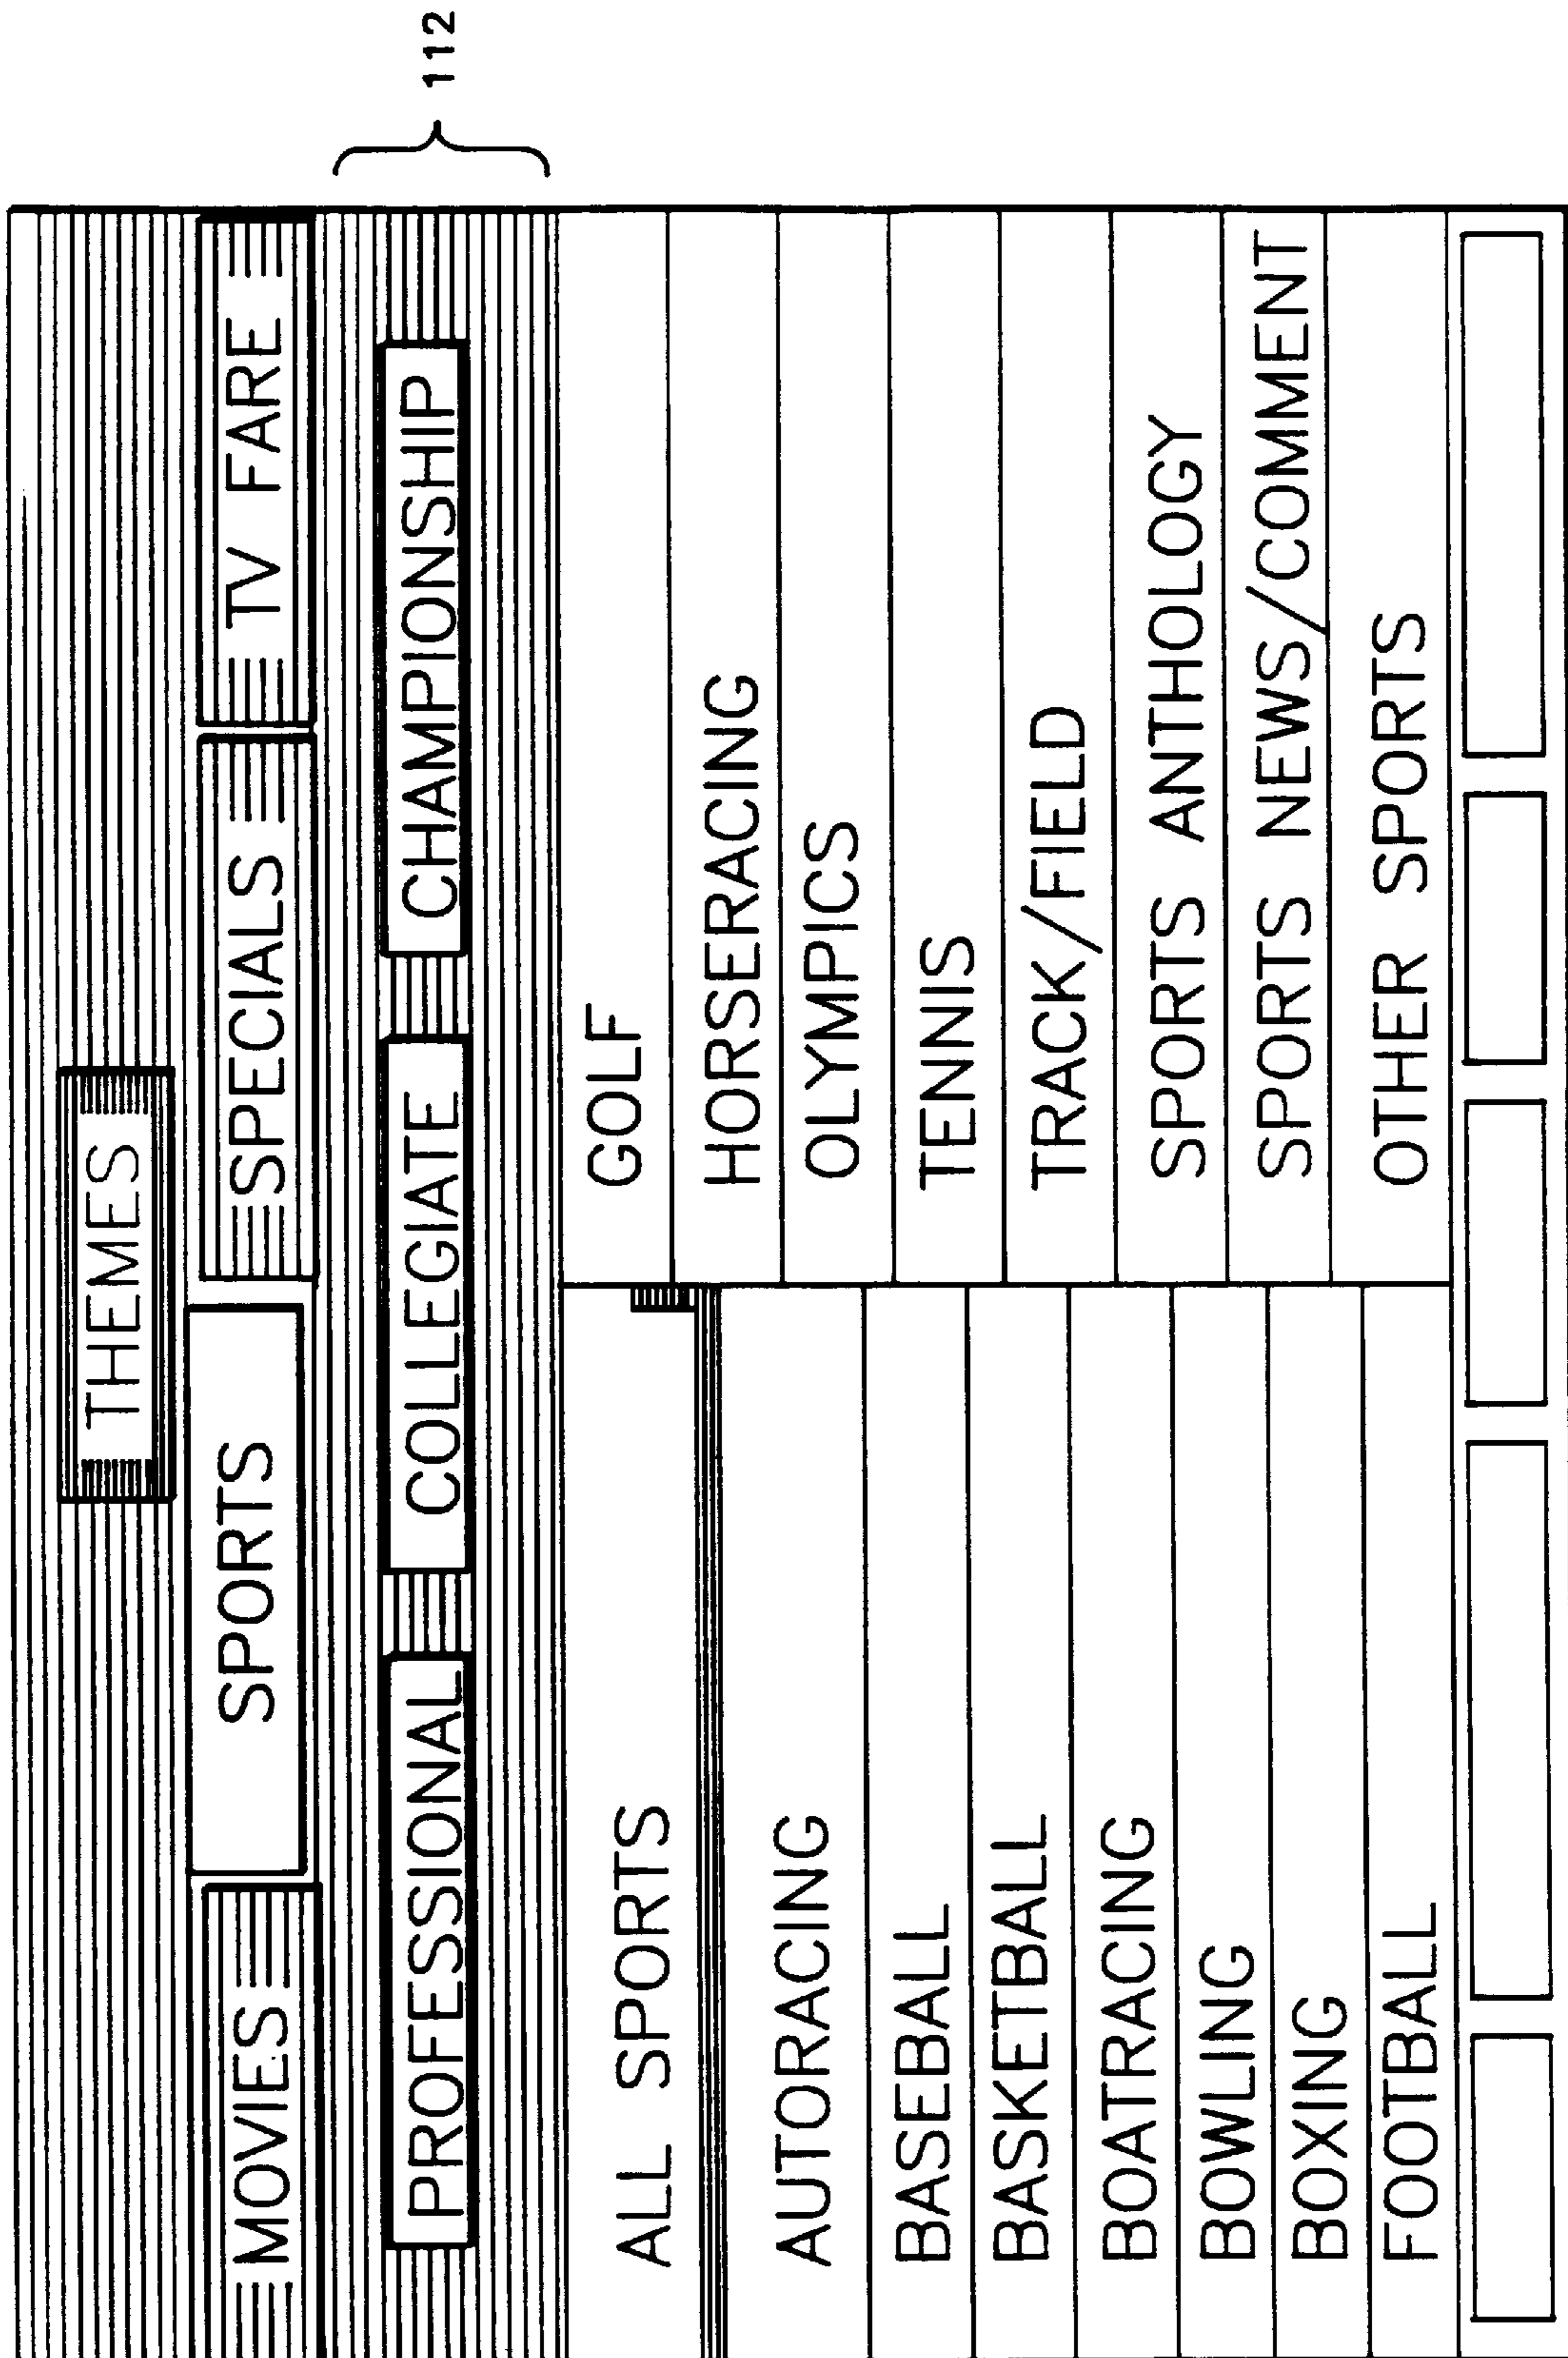 THEMES
MOVIES SPORTS SPECIALS TV FARE
PROFESSIONAL COLLEGIATE CHAMPIONSHIP
112
ALL SPORTS
AUTORACING
BASEBALL
BASKETBALL
BOATRACING
BOWLING
BOXING
FOOTBALL
GOLF
HORSERACING
OLYMPICS
TENNIS
TRACK/FIELD
SPORTS ANTHOLOGY
SPORTS NEWS/COMMENT
OTHER SPORTS